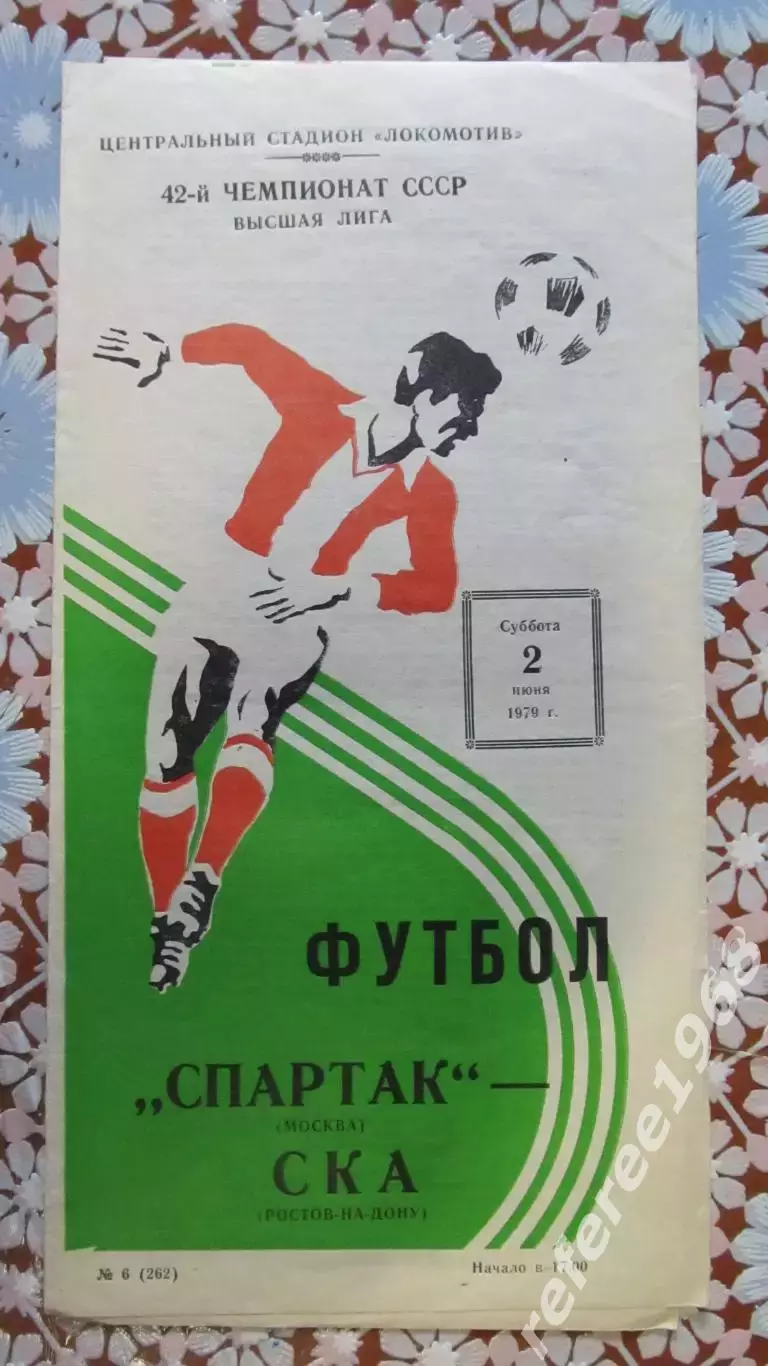 ЦЕНТРАЛЬНЫЙ СТАДИОН «ЛОКОМОТИВ»
42-й ЧЕМПИОНАТ СССР
ВЫСШАЯ ЛИГА
Суббота
2
июня
1979 г.
ФУТБОЛ
„СПАРТАК“ —
(МОСКВА)
СКА
(РОСТОВ-НА-ДОНУ)
№ 6 (262)
Начало в 17.00
referee1968